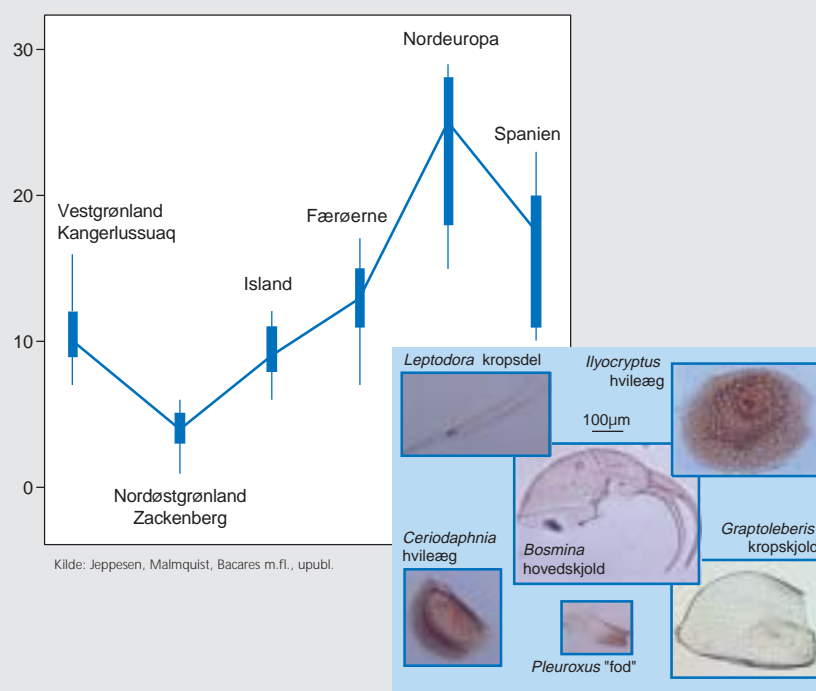 30
20
10
0
Nordeuropa
Spanien
Vestgrønland
Kangerlussuaq
Færøerne
Island
Nordøstgrønland
Zackenberg
Kilde: Jeppesen, Malmquist, Bacares m.fl., upubl.
Leptodora kropsdel
Ilyocryptus
hvileæg
100µm
Ceriodaphnia
hvileæg
Bosmina
hovedskjold
Graptoleberis
kropskjold
Pleuroxus "fod"